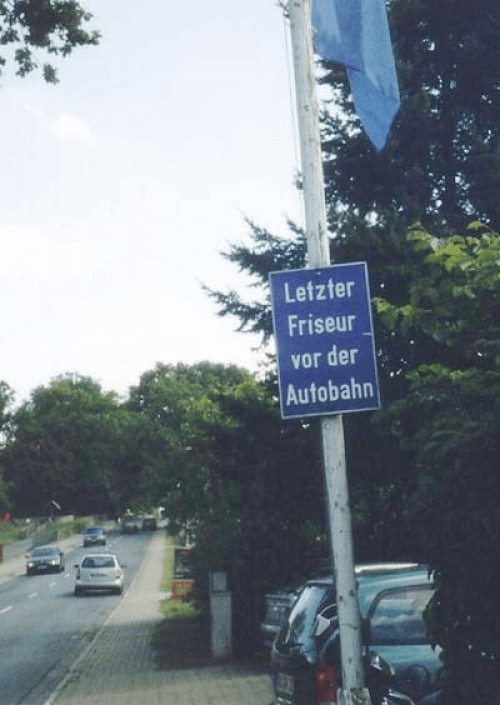 Letzter
Friseur
vor der
Autobahn